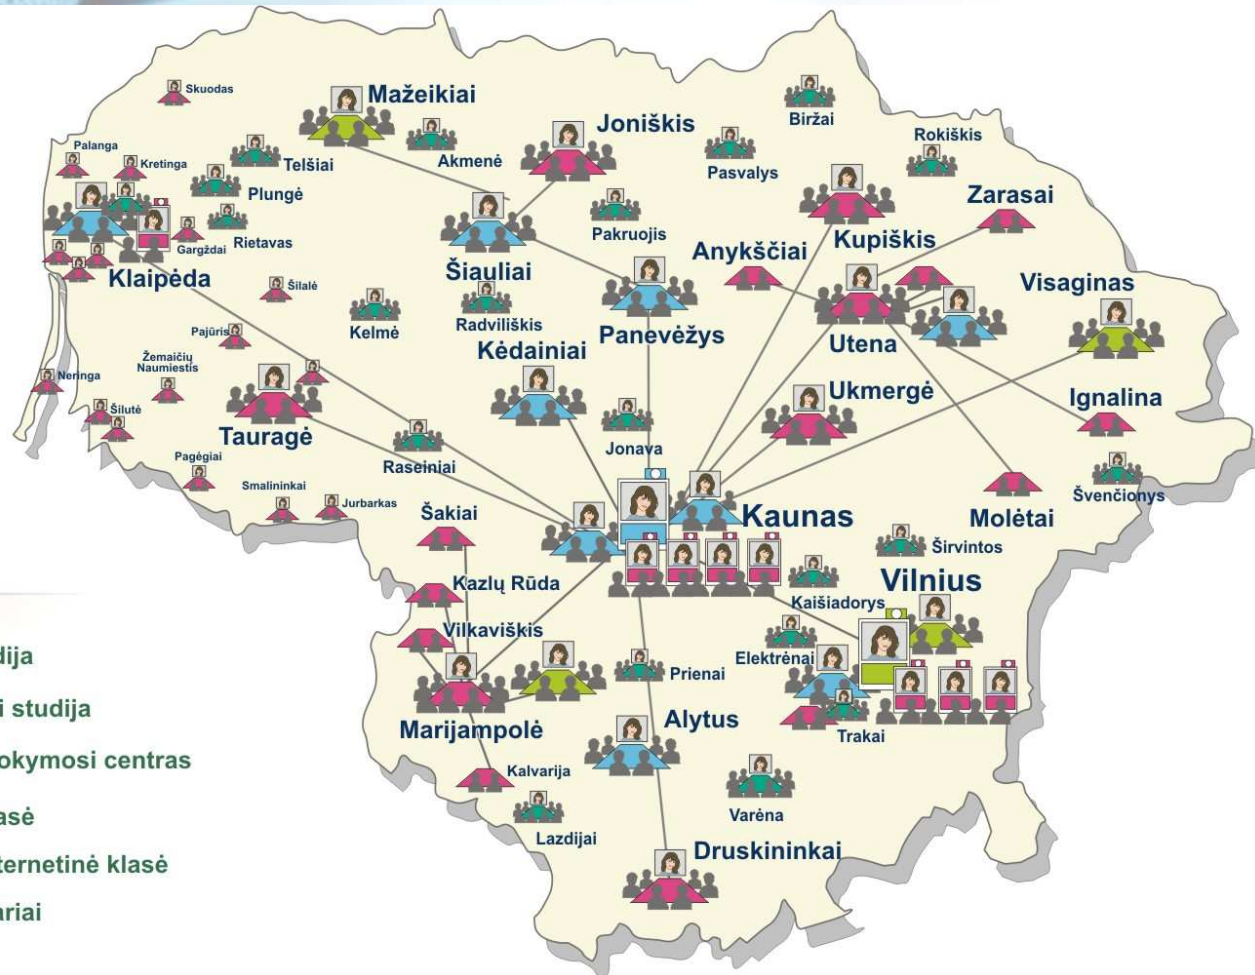 Skuodas
Mažeikiai
Biržai
Joniškis
Rokiškis
Palanga
Kretinga
Akmenė
Telšiai
Pasvalys
Plungė
Zarasai
Pakruojis
Kupiškis
Rietavas
Gargždai
Anykščiai
Klaipėda
Šiauliai
Visaginas
Šilalė
Radviliškis
Kelmė
Panevėžys
Utena
Pajūris
Kėdainiai
Žemaičių
Naumiestis
Neringa
Ukmergė
Ignalina
Šilutė
Tauragė
Jonava
Raseiniai
Pagėgiai
Smalininkai
Jurbarkas
Švenčionys
Šakiai
Kaunas
Molėtai
Širvintos
Kazlų Rūda
Vilnius
Kaišiadorys
Vilkaviškis
Elektrėnai
Prienai
Marijampolė
Alytus
Trakai
Kalvarija
Varėna
Lazdijai
Druskininkai
dija
i studija
okymosi centras
asė
ternetinė klasė
ariai